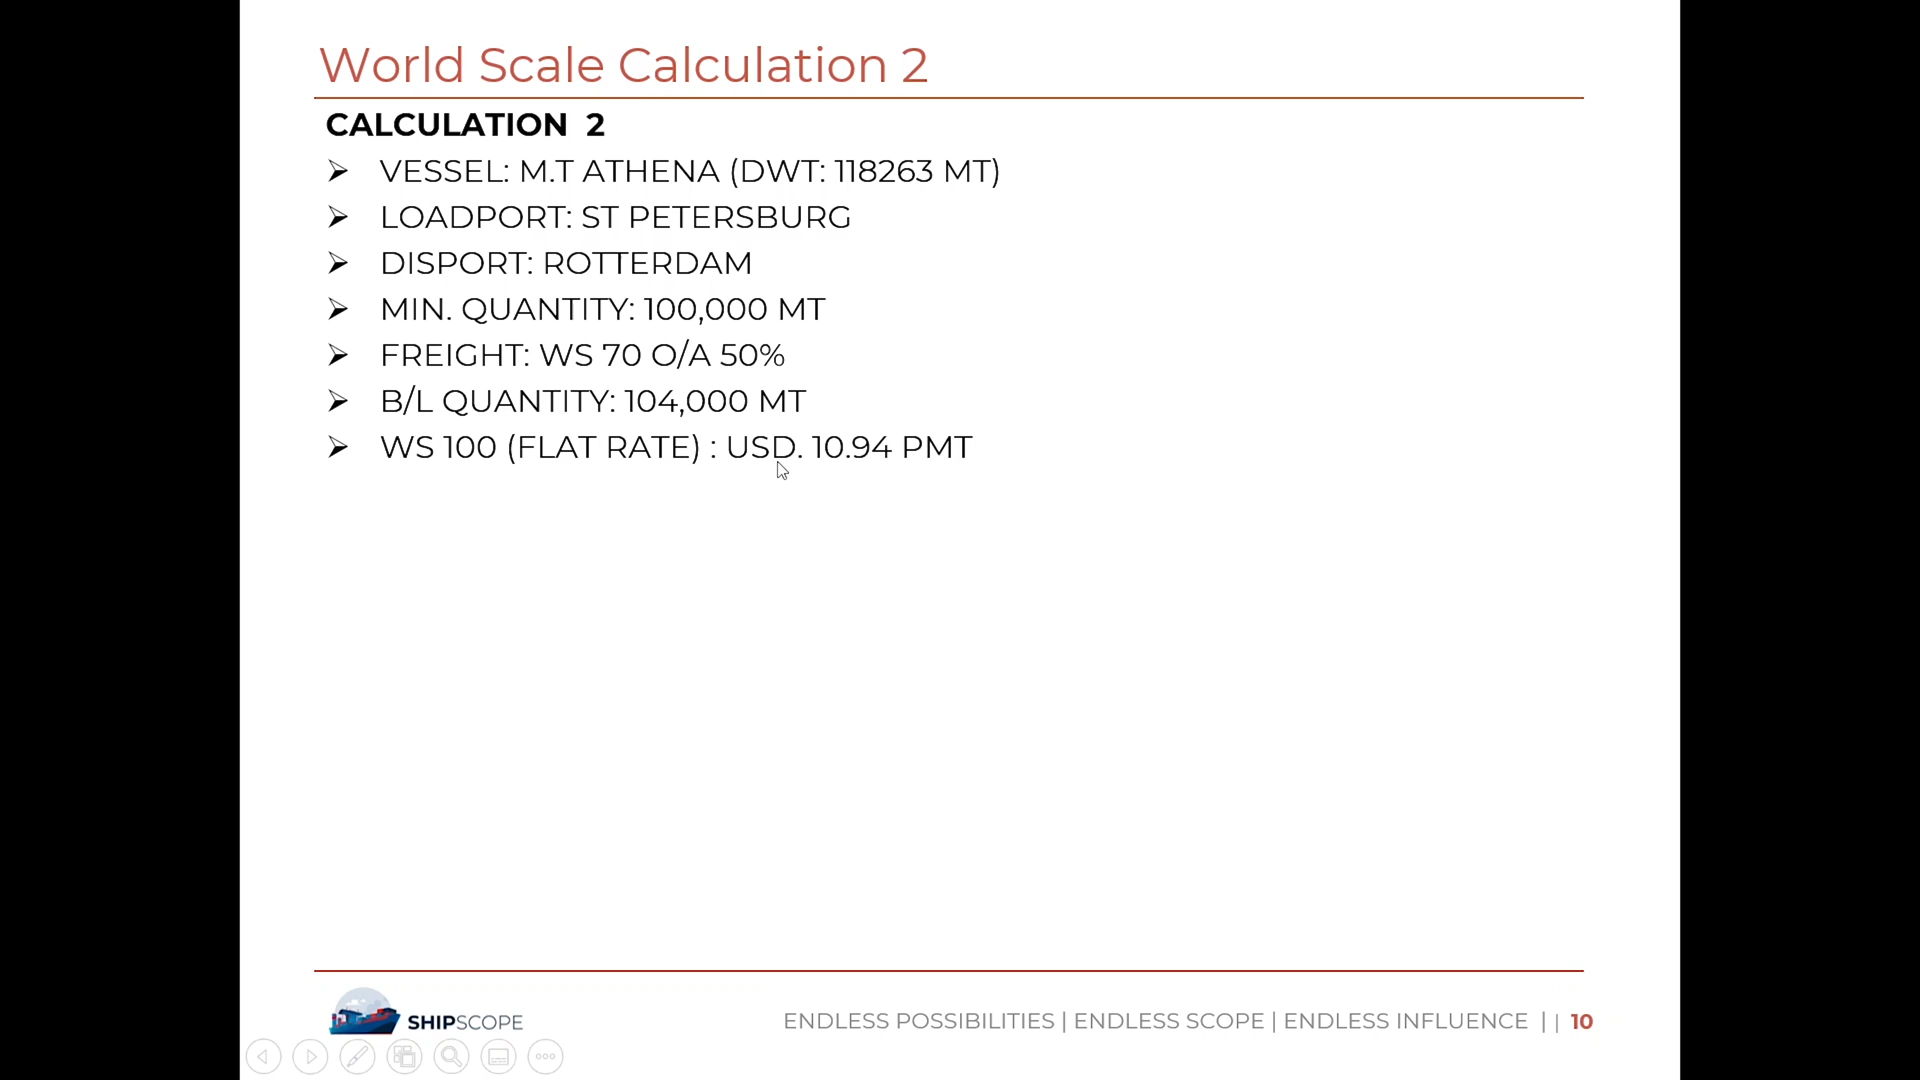 World Scale Calculation 2
CALCULATION 2
➢ VESSEL: M.T ATHENA (DWT: 118263 MT)
➢ LOADPORT: ST PETERSBURG
➢ DISPORT: ROTTERDAM
➢ MIN. QUANTITY: 100,000 MT
➢ FREIGHT: WS 70 O/A 50%
➢ B/L QUANTITY: 104,000 MT
➢ WS 100 (FLAT RATE) : USD. 10.94 PMT
SHIPSCOPE
ENDLESS POSSIBILITIES | ENDLESS SCOPE | ENDLESS INFLUENCE | | 10